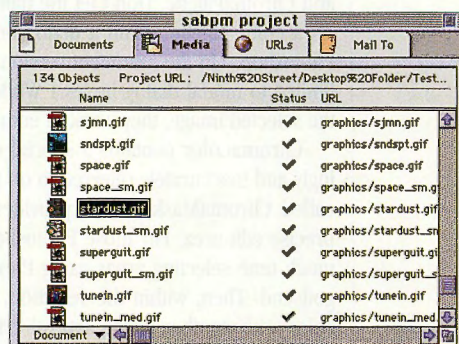 sabpm project
Documents Media URLs Mail To
134 Objects Project URL: /Ninth%20Street/Desktop%20Folder/Test...
Name Status URL
sjmn.gif graphics/sjmn.gif
sndspt.gif graphics/sndspt.gif
space.gif graphics/space.gif
space_sm.gif graphics/space_sm.g
stardust.gif graphics/stardust.gif
stardust_sm.gif graphics/stardust_sn
superguit.gif graphics/superguit.gi
superguit_sm.gif graphics/superguit_s
tunein.gif graphics/tunein.gif
tunein_med.gif graphics/tunein_med.
Document